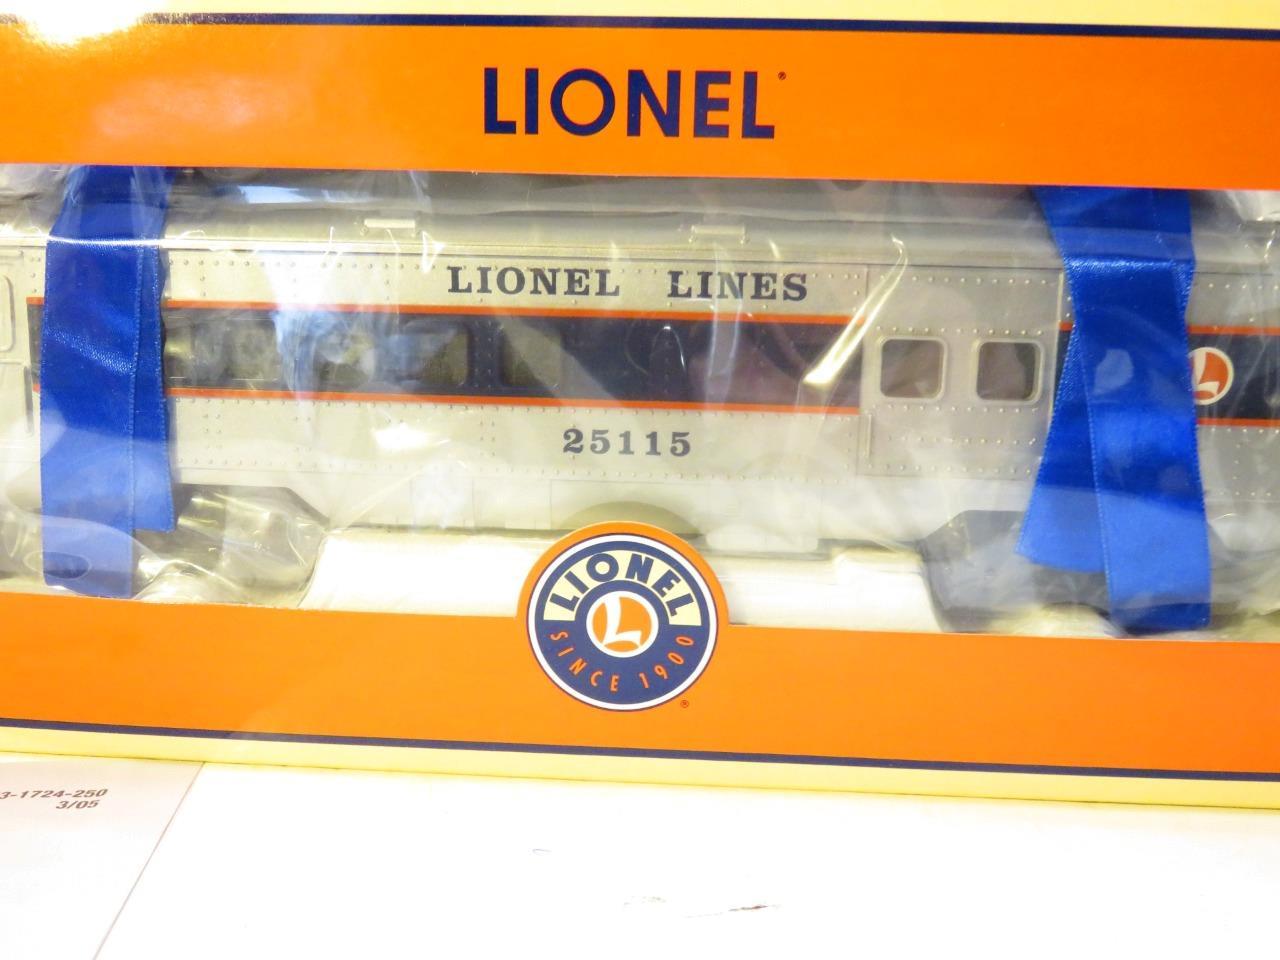 LIONEL®
LIONEL LINES
L
25115
LIONEL
L
SINCE 1900
®
3-1724-250
3/05